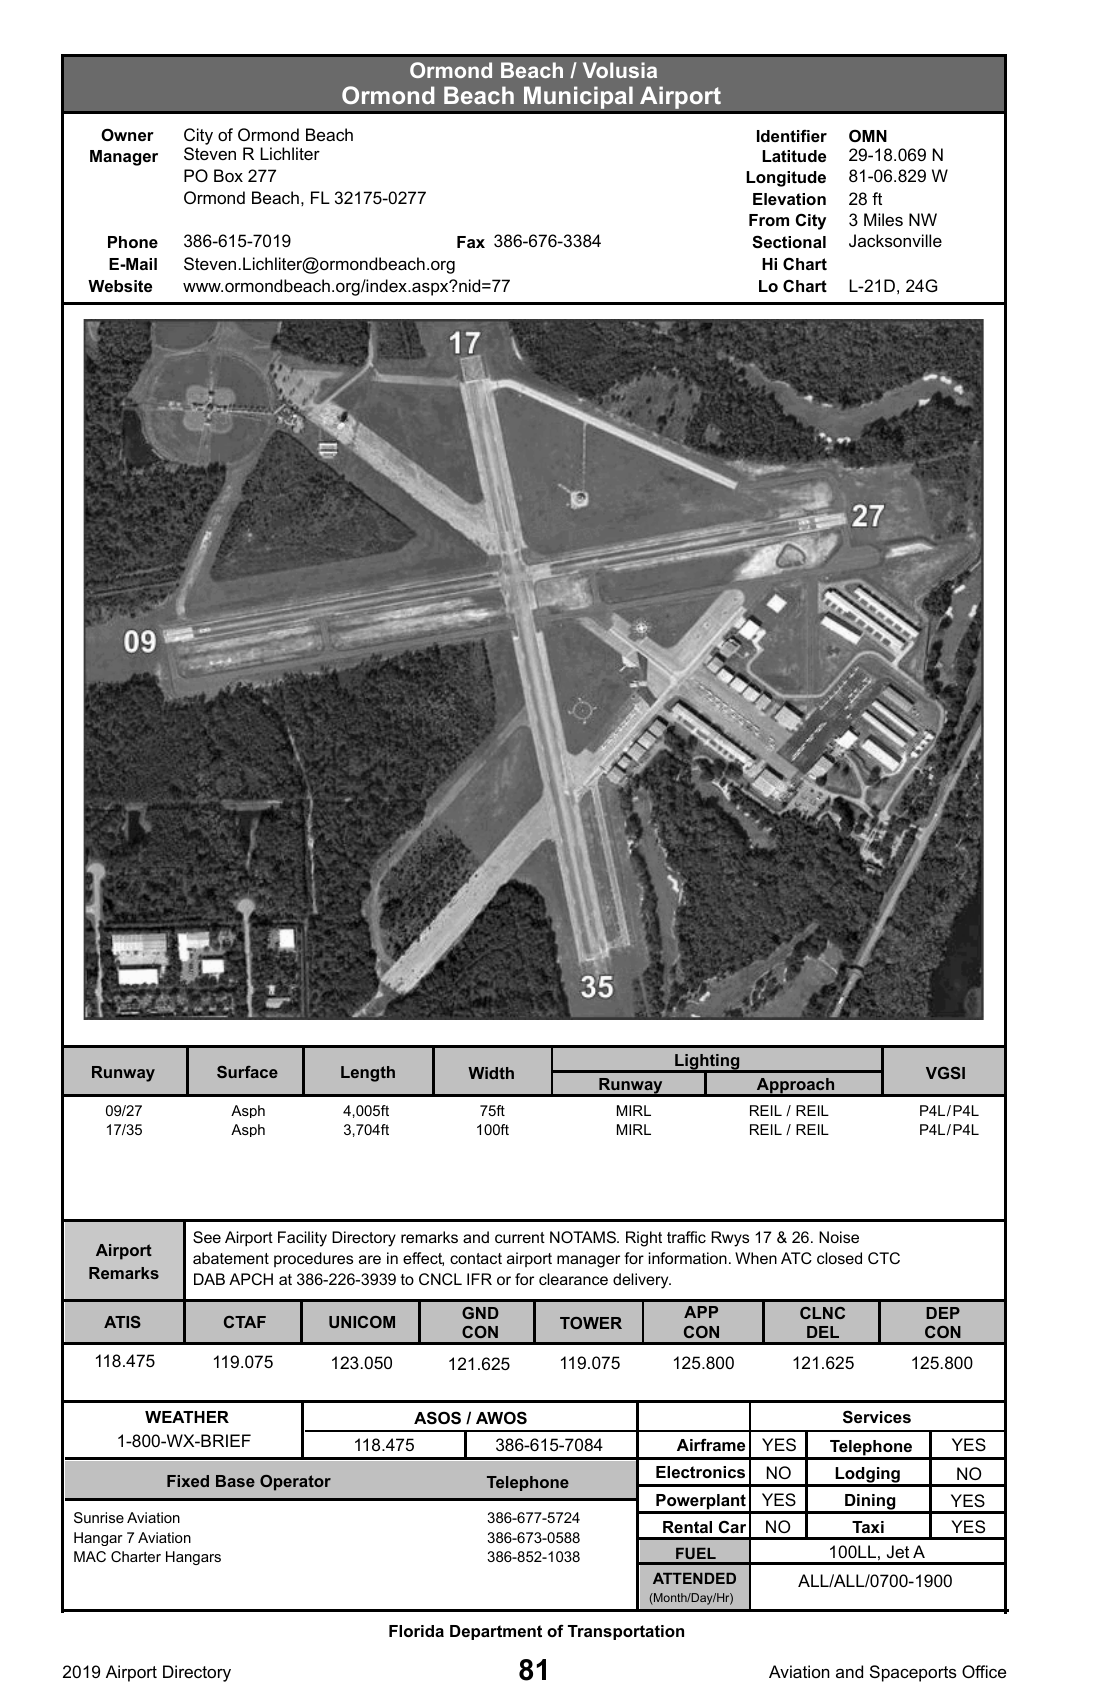 Ormond Beach / Volusia
Ormond Beach Municipal Airport
Owner City of Ormond Beach
Manager Steven R Lichliter
PO Box 277
Ormond Beach, FL 32175-0277
Phone 386-615-7019 Fax 386-676-3384
E-Mail Steven.Lichliter@ormondbeach.org
Website www.ormondbeach.org/index.aspx?nid=77
Identifier OMN
Latitude 29-18.069 N
Longitude 81-06.829 W
Elevation 28 ft
From City 3 Miles NW
Sectional Jacksonville
Hi Chart
Lo Chart L-21D, 24G
17
27
09
35
Runway Surface Length Width Lighting VGSI
Runway Approach
09/27 Asph 4,005ft 75ft MIRL REIL / REIL P4L/P4L
17/35 Asph 3,704ft 100ft MIRL REIL / REIL P4L/P4L
Airport
Remarks
See Airport Facility Directory remarks and current NOTAMS. Right traffic Rwys 17 & 26. Noise
abatement procedures are in effect, contact airport manager for information. When ATC closed CTC
DAB APCH at 386-226-3939 to CNCL IFR or for clearance delivery.
ATIS CTAF UNICOM GND CON TOWER APP CON CLNC DEL DEP CON
118.475 119.075 123.050 121.625 119.075 125.800 121.625 125.800
WEATHER
1-800-WX-BRIEF
ASOS / AWOS
118.475 386-615-7084
Services
Airframe YES Telephone YES
Electronics NO Lodging NO
Powerplant YES Dining YES
Rental Car NO Taxi YES
FUEL 100LL, Jet A
ATTENDED ALL/ALL/0700-1900
(Month/Day/Hr)
Fixed Base Operator Telephone
Sunrise Aviation 386-677-5724
Hangar 7 Aviation 386-673-0588
MAC Charter Hangars 386-852-1038
Florida Department of Transportation
2019 Airport Directory 81 Aviation and Spaceports Office